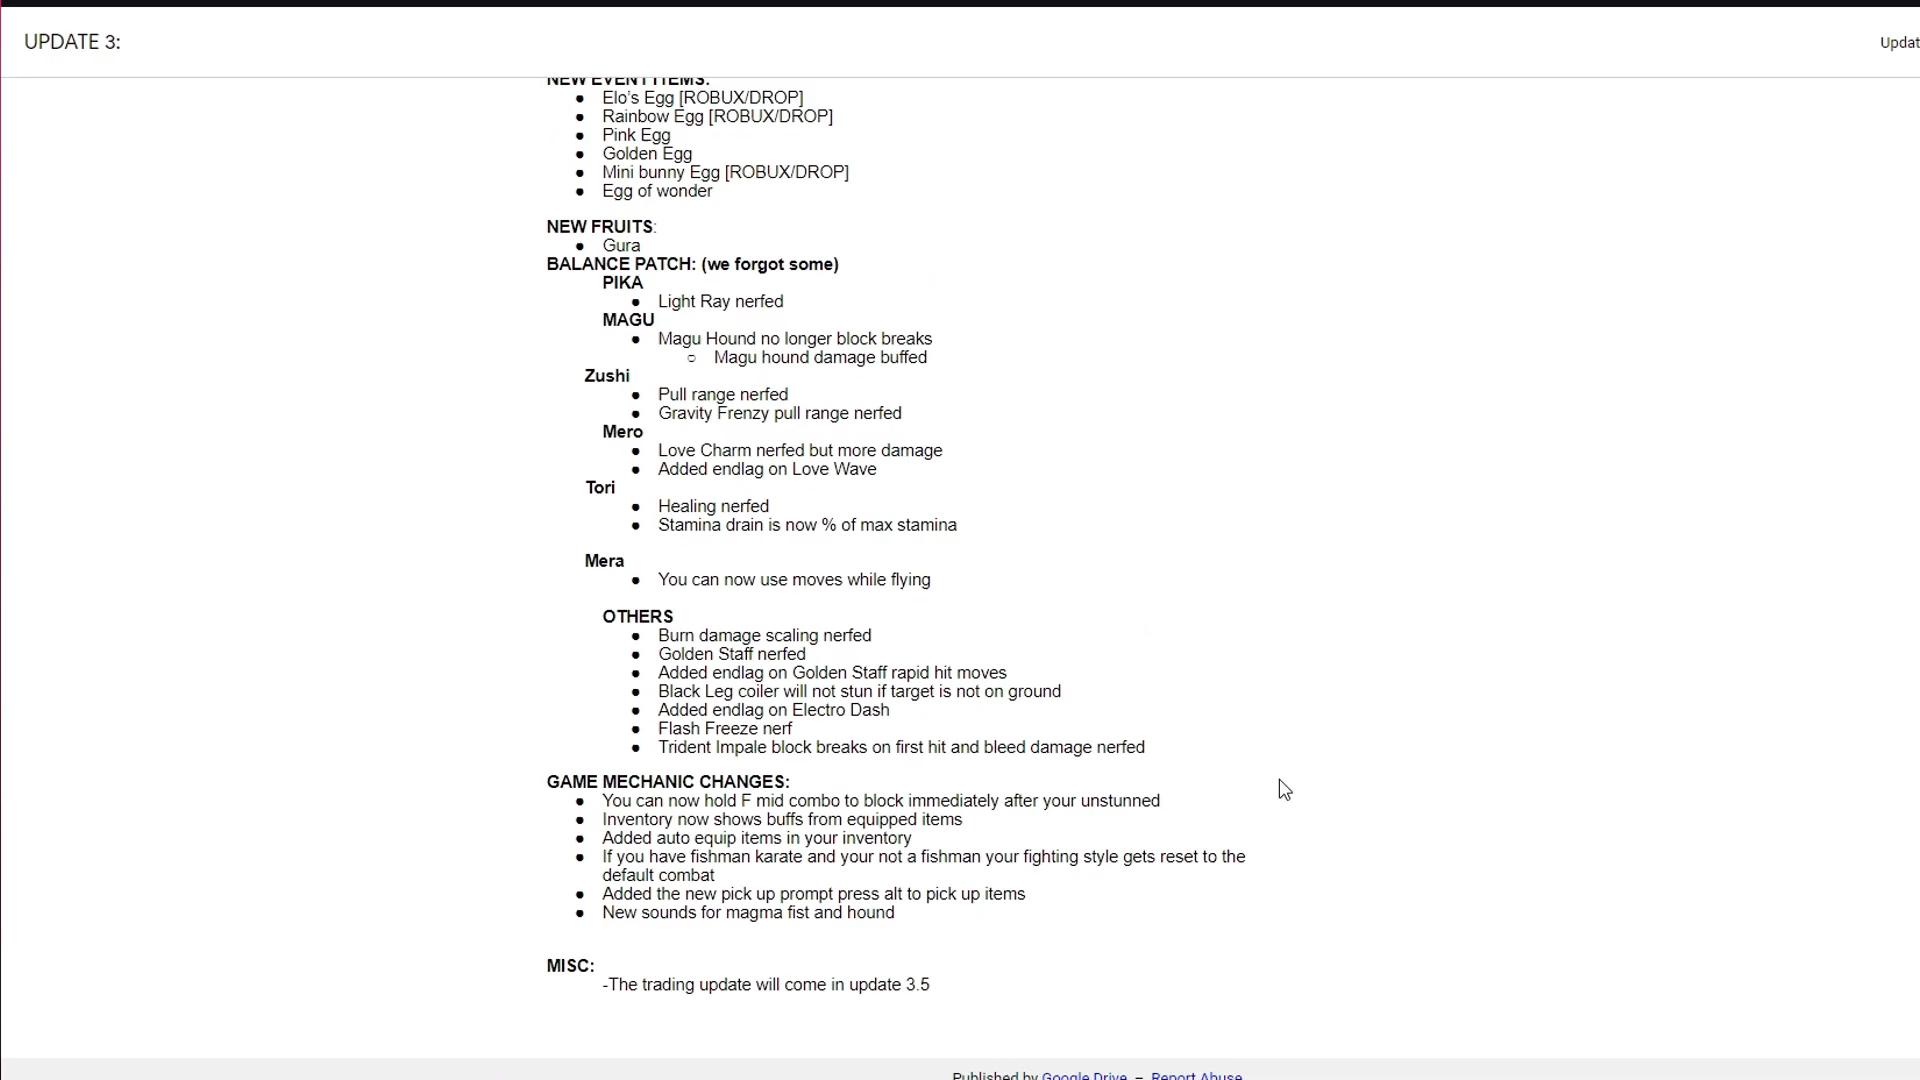 UPDATE 3:
Updat
NEW EVENT ITEMS:
● Elo's Egg [ROBUX/DROP]
● Rainbow Egg [ROBUX/DROP]
● Pink Egg
● Golden Egg
● Mini bunny Egg [ROBUX/DROP]
● Egg of wonder
NEW FRUITS:
● Gura
BALANCE PATCH: (we forgot some)
PIKA
● Light Ray nerfed
MAGU
● Magu Hound no longer block breaks
○ Magu hound damage buffed
Zushi
● Pull range nerfed
● Gravity Frenzy pull range nerfed
Mero
● Love Charm nerfed but more damage
● Added endlag on Love Wave
Tori
● Healing nerfed
● Stamina drain is now % of max stamina
Mera
● You can now use moves while flying
OTHERS
● Burn damage scaling nerfed
● Golden Staff nerfed
● Added endlag on Golden Staff rapid hit moves
● Black Leg coiler will not stun if target is not on ground
● Added endlag on Electro Dash
● Flash Freeze nerf
● Trident Impale block breaks on first hit and bleed damage nerfed
GAME MECHANIC CHANGES:
● You can now hold F mid combo to block immediately after your unstunned
● Inventory now shows buffs from equipped items
● Added auto equip items in your inventory
● If you have fishman karate and your not a fishman your fighting style gets reset to the
default combat
● Added the new pick up prompt press alt to pick up items
● New sounds for magma fist and hound
MISC:
-The trading update will come in update 3.5
Published by Google Drive – Report Abuse